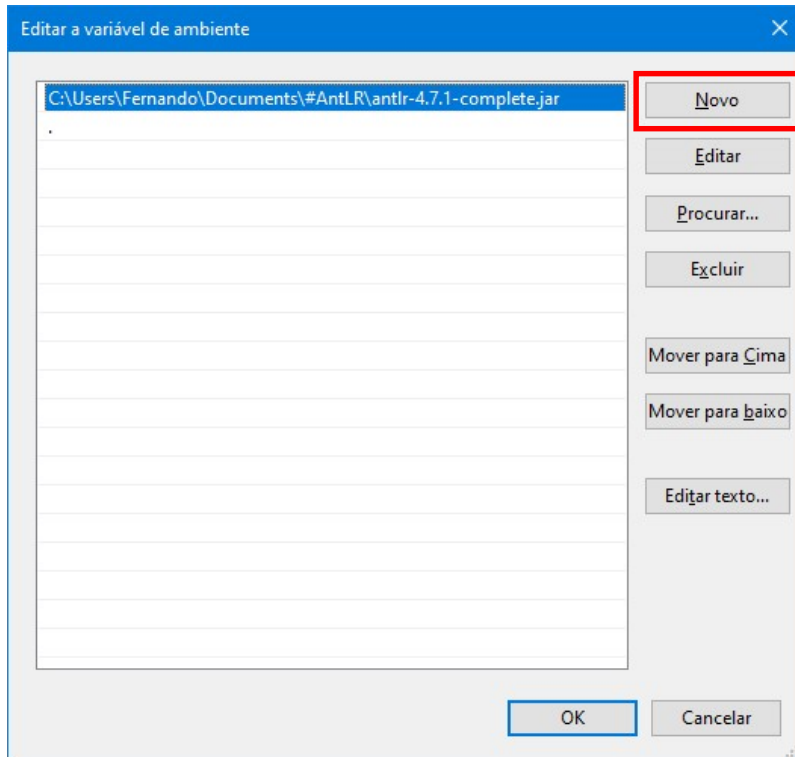 Editar a variável de ambiente
C:\Users\Fernando\Documents\#AntLR\antlr-4.7.1-complete.jar
.
Novo
Editar
Procurar...
Excluir
Mover para Cima
Mover para baixo
Editar texto...
OK
Cancelar